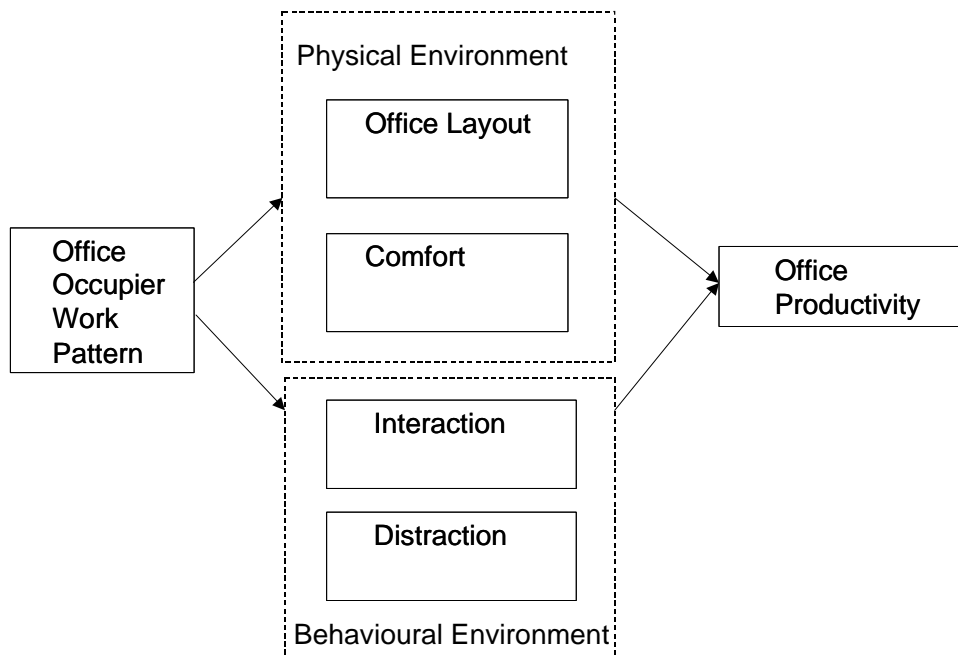 Physical Environment
Office Layout
Comfort
Office
Occupier
Work
Pattern
Office
Productivity
Interaction
Distraction
Behavioural Environment